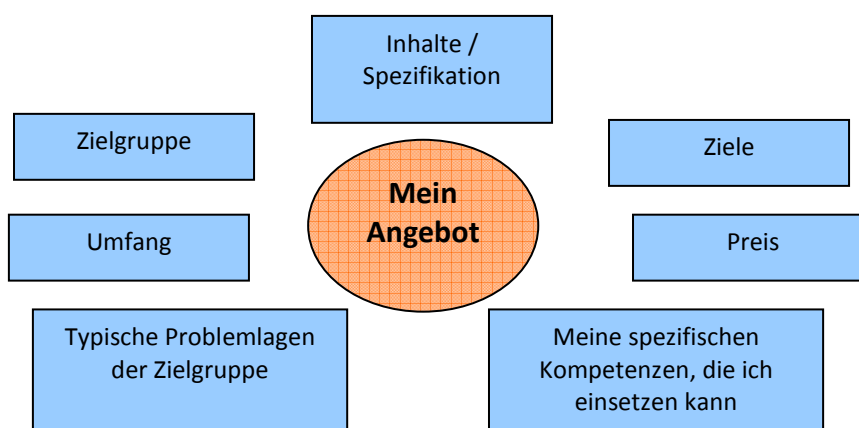 Inhalte /
Spezifikation
Zielgruppe
Ziele
Mein
Angebot
Umfang
Preis
Typische Problemlagen
der Zielgruppe
Meine spezifischen
Kompetenzen, die ich
einsetzen kann